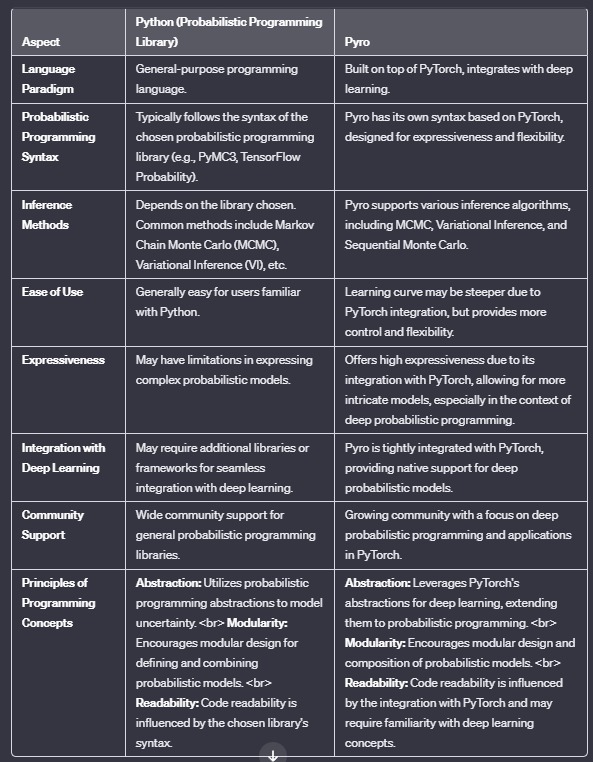 Aspect
Python (Probabilistic Programming
Library)
Pyro
Language
Paradigm
General-purpose programming
language.
Built on top of PyTorch, integrates with deep
learning.
Probabilistic
Programming
Syntax
Typically follows the syntax of the
chosen probabilistic programming
library (e.g., PyMC3, TensorFlow
Probability).
Pyro has its own syntax based on PyTorch,
designed for expressiveness and flexibility.
Inference
Methods
Depends on the library chosen.
Common methods include Markov
Chain Monte Carlo (MCMC),
Variational Inference (VI), etc.
Pyro supports various inference algorithms,
including MCMC, Variational Inference, and
Sequential Monte Carlo.
Ease of Use
Generally easy for users familiar
with Python.
Learning curve may be steeper due to
PyTorch integration, but provides more
control and flexibility.
Expressiveness
May have limitations in expressing
complex probabilistic models.
Offers high expressiveness due to its
integration with PyTorch, allowing for more
intricate models, especially in the context of
deep probabilistic programming.
Integration with
Deep Learning
May require additional libraries or
frameworks for seamless
integration with deep learning.
Pyro is tightly integrated with PyTorch,
providing native support for deep
probabilistic models.
Community
Support
Wide community support for
general probabilistic programming
libraries.
Growing community with a focus on deep
probabilistic programming and applications
in PyTorch.
Principles of
Programming
Concepts
Abstraction: Utilizes probabilistic
programming abstractions to model
uncertainty. <br> Modularity:
Encourages modular design for
defining and combining
probabilistic models. <br>
Readability: Code readability is
influenced by the chosen library's
syntax.
Abstraction: Leverages PyTorch's
abstractions for deep learning, extending
them to probabilistic programming. <br>
Modularity: Encourages modular design and
composition of probabilistic models. <br>
Readability: Code readability is influenced
by the integration with PyTorch and may
require familiarity with deep learning
concepts.